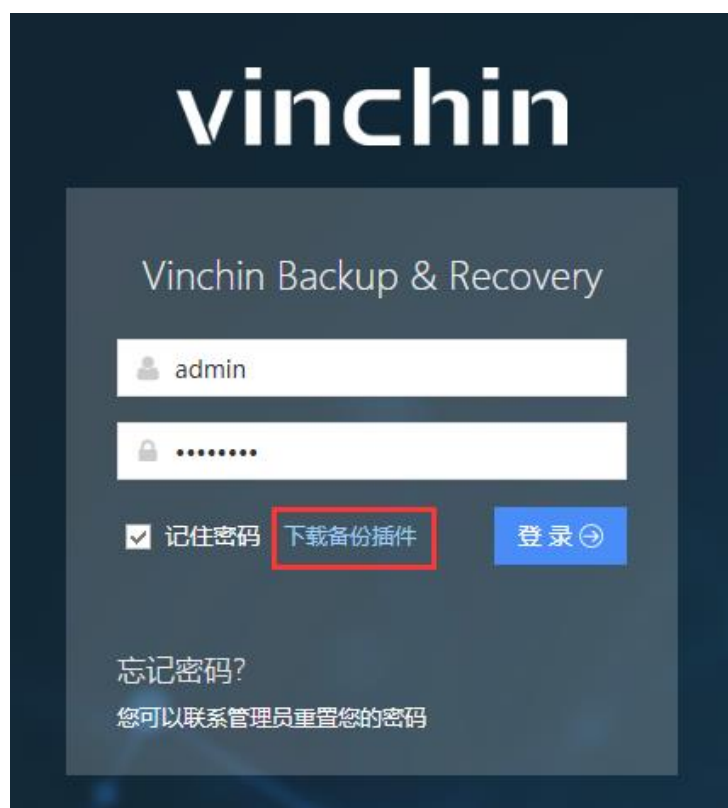 vinchin
Vinchin Backup & Recovery
admin
••••••••
记住密码 下载备份插件 登 录
忘记密码?
您可以联系管理员重置您的密码